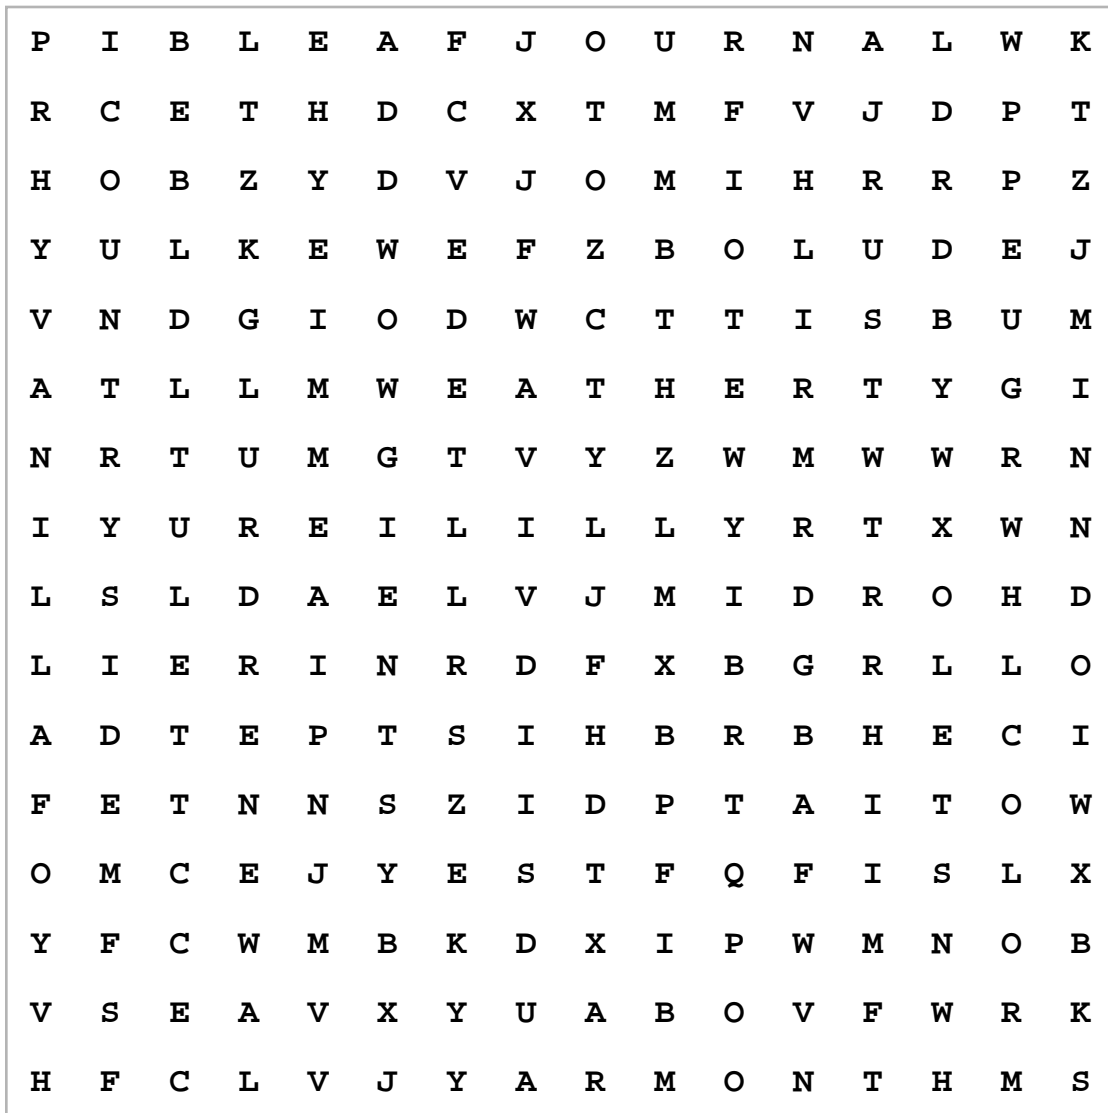 P I B L E A F J O U R N A L W K
R C E T H D C X T M F V J D P T
H O B Z Y D V J O M I H R R P Z
Y U L K E W E F Z B O L U D E J
V N D G I O D W C T T I S B U M
A T L L M W E A T H E R T Y G I
N R T U M G T V Y Z W M W W R N
I Y U R E I L I L L Y R T X W N
L S L D A E L V J M I D R O H D
L I E R I N R D F X B G R L L O
A D T E P T S I H B R B H E C I
F E T N N S Z I D P T A I T O W
O M C E J Y E S T F Q F I S L X
Y F C W M B K D X I P W M N O B
V S E A V X Y U A B O V F W R K
H F C L V J Y A R M O N T H M S